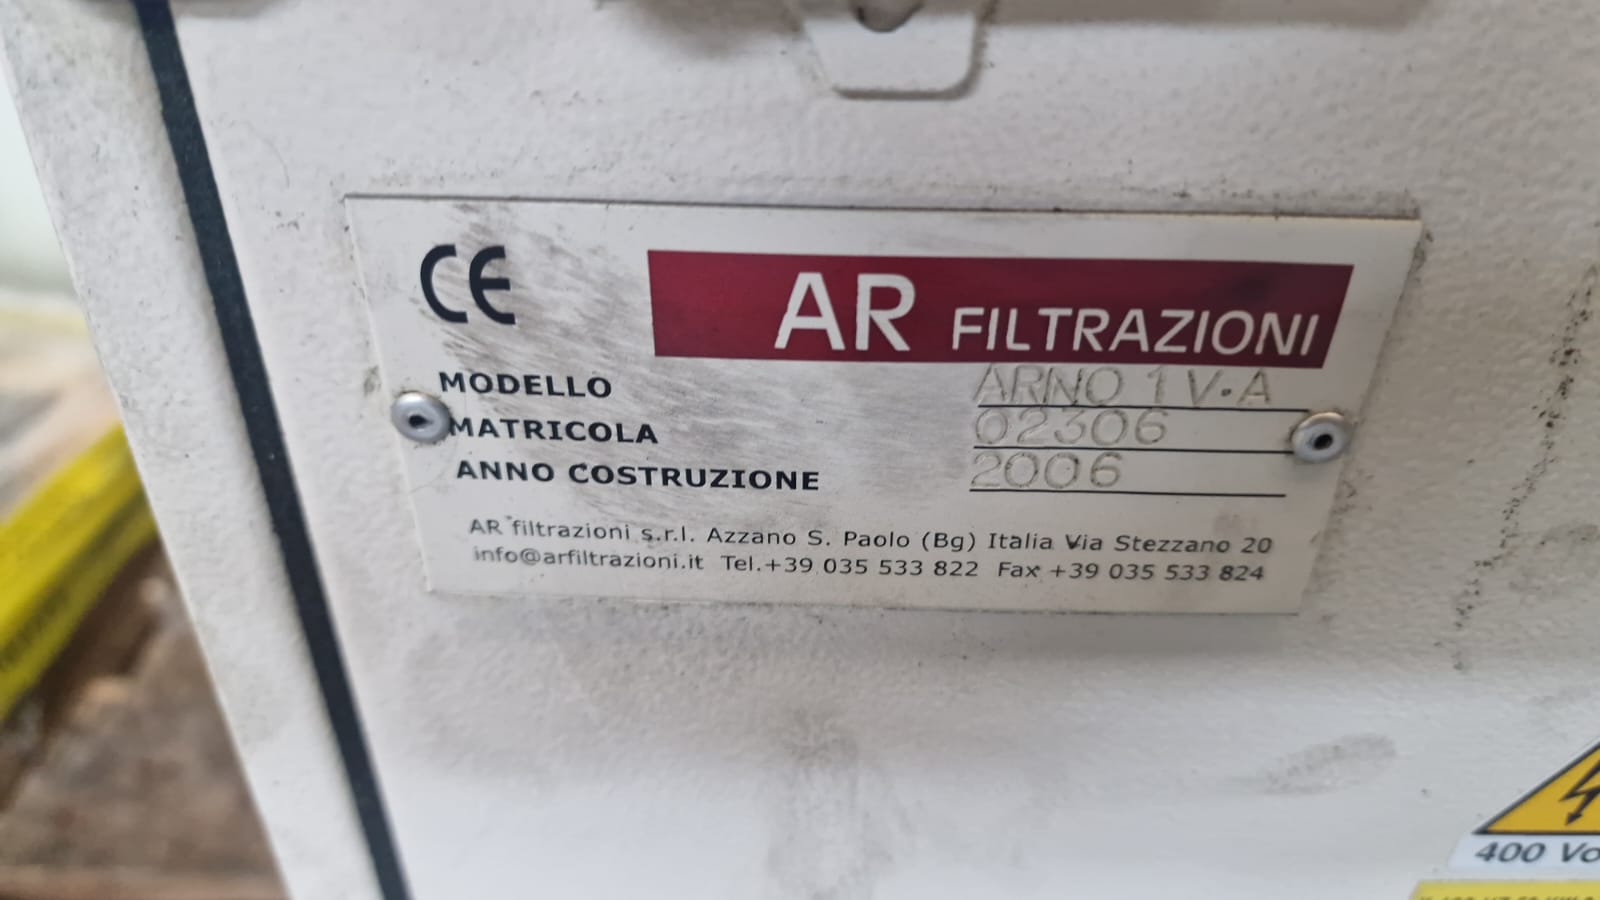 CE
AR FILTRAZIONI
MODELLO ARNO 1 V.A
MATRICOLA 02306
ANNO COSTRUZIONE 2006
AR filtrazioni s.r.l. Azzano S. Paolo (Bg) Italia Via Stezzano 20
info@arfiltrazioni.it Tel.+39 035 533 822 Fax +39 035 533 824
400 Vo